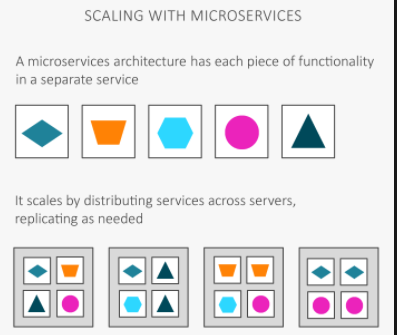 SCALING WITH MICROSERVICES
A microservices architecture has each piece of functionality
in a separate service
It scales by distributing services across servers,
replicating as needed